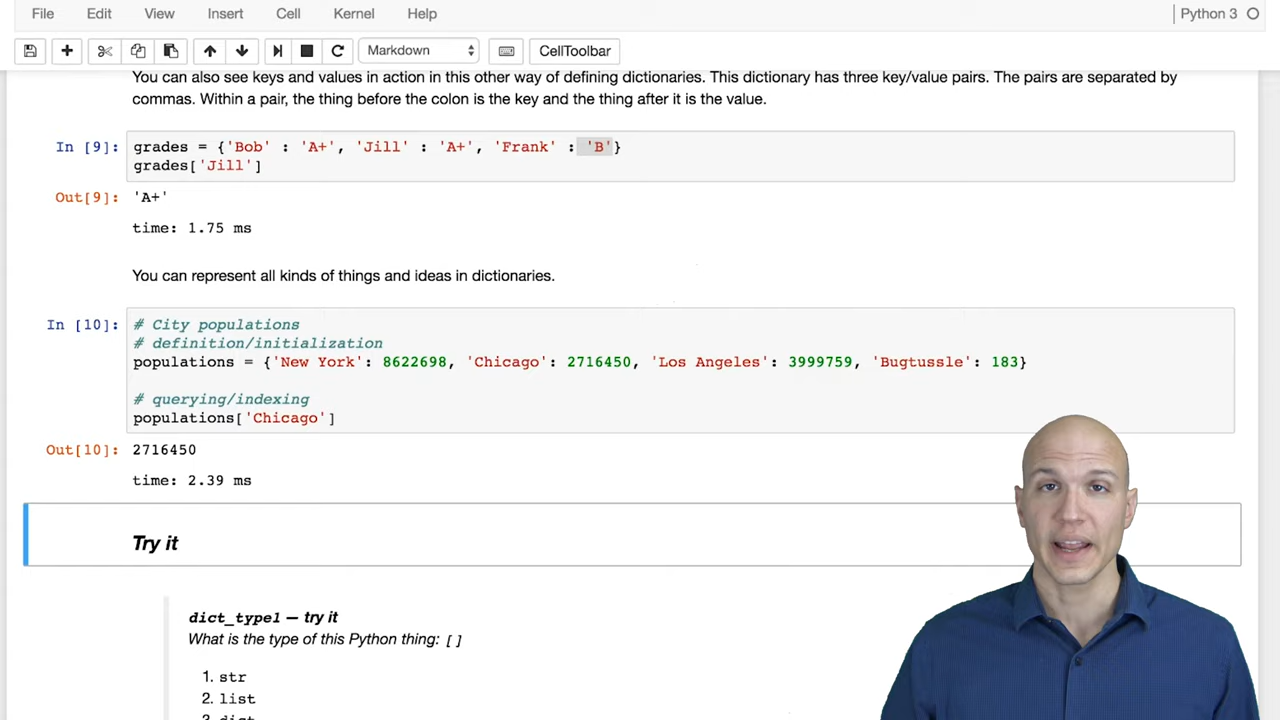 File Edit View Insert Cell Kernel Help Python 3
Markdown CellToolbar
You can also see keys and values in action in this other way of defining dictionaries. This dictionary has three key/value pairs. The pairs are separated by
commas. Within a pair, the thing before the colon is the key and the thing after it is the value.
In [9]: grades = {'Bob' : 'A+', 'Jill' : 'A+', 'Frank' : 'B'}
grades['Jill']
Out[9]: 'A+'
time: 1.75 ms
You can represent all kinds of things and ideas in dictionaries.
In [10]: # City populations
# definition/initialization
populations = {'New York': 8622698, 'Chicago': 2716450, 'Los Angeles': 3999759, 'Bugtussle': 183}
# querying/indexing
populations['Chicago']
Out[10]: 2716450
time: 2.39 ms
Try it
dict_type1 — try it
What is the type of this Python thing: []
1. str
2. list
3. dict